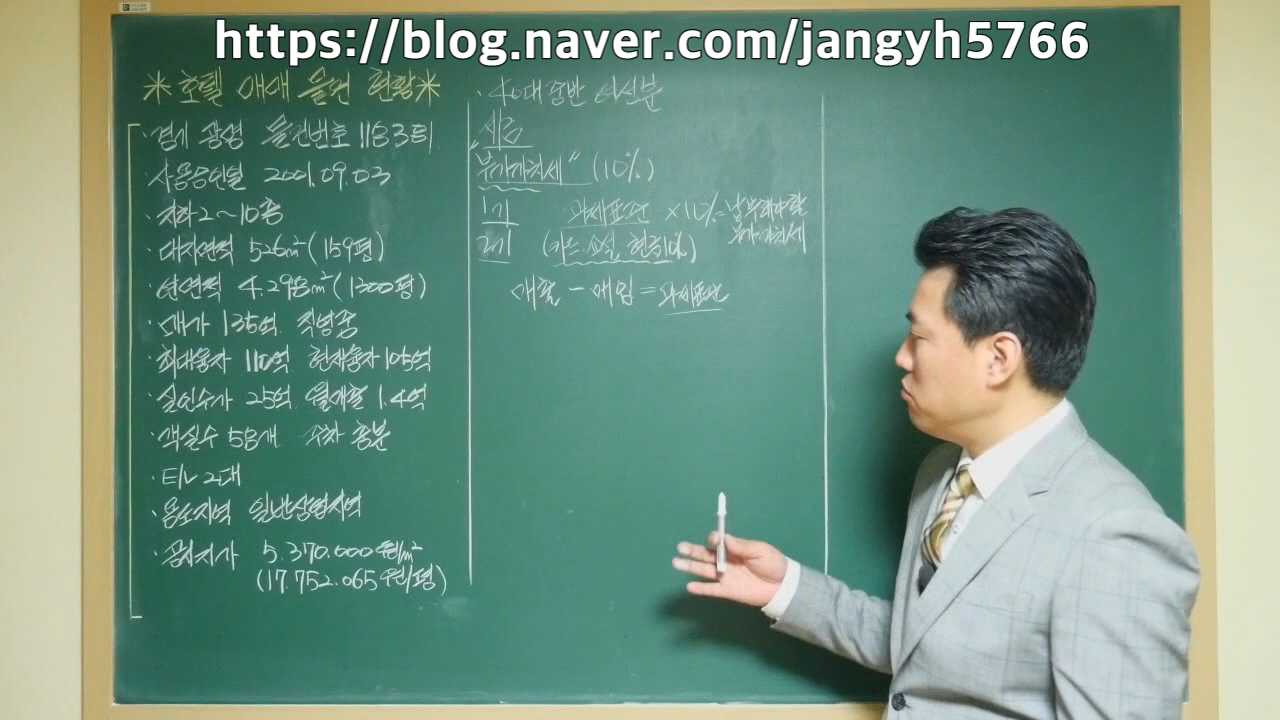 https://blog.naver.com/jangyh5766
* 호텔 매매 물건 현황 *
· 경기 광성 물건번호 1183타
· 사용승인일 2001.09.03
· 지하2~10층
· 대지면적 526㎡(159평)
· 연면적 4.298㎡(1300평)
· 매가 135억. 직영중
· 최대융자 110억 현재융자 105억
· 실인수가 25억. 월매출 1.4억
· 객실수 58개 주차 충분
· E/L 2대
· 용도지역 일반상업지역
· 공시지가 5.370.000원/㎡
(17.752.065원/평)
· 40대 중반 여신분
"세금
부가가치세" (10%)
1기 과세표준 × 10% = 납부해야할 부가가치세
2기 (카드, 소설, 현금)
매출 - 매입 = 과세표준